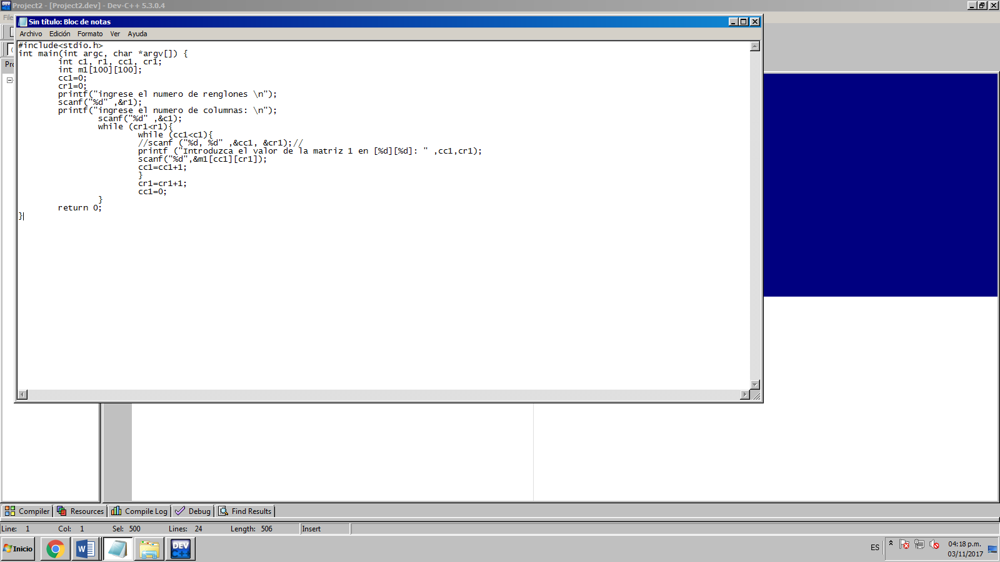 Project2 - [Project2.dev] - Dev-C++ 5.3.0.4
File
Sin título: Bloc de notas
Archivo Edición Formato Ver Ayuda
#include<stdio.h>
int main(int argc, char *argv[]) {
int c1, r1, cc1, cr1;
int m1[100][100];
cc1=0;
cr1=0;
printf("ingrese el numero de renglones \n");
scanf("%d" ,&r1);
printf("ingrese el numero de columnas: \n");
scanf("%d" ,&c1);
while (cr1<r1){
while (cc1<c1){
//scanf ("%d, %d" ,&cc1, &cr1);//
printf ("Introduzca el valor de la matriz 1 en [%d][%d]: " ,cc1,cr1);
scanf("%d",&m1[cc1][cr1]);
cc1=cc1+1;
}
cr1=cr1+1;
cc1=0;
}
return 0;
}
Compiler Resources Compile Log Debug Find Results
Line: 1 Col: 1 Sel: 500 Lines: 24 Length: 506 Insert
Inicio DEV C++ ES 04:18 p.m.
03/11/2017